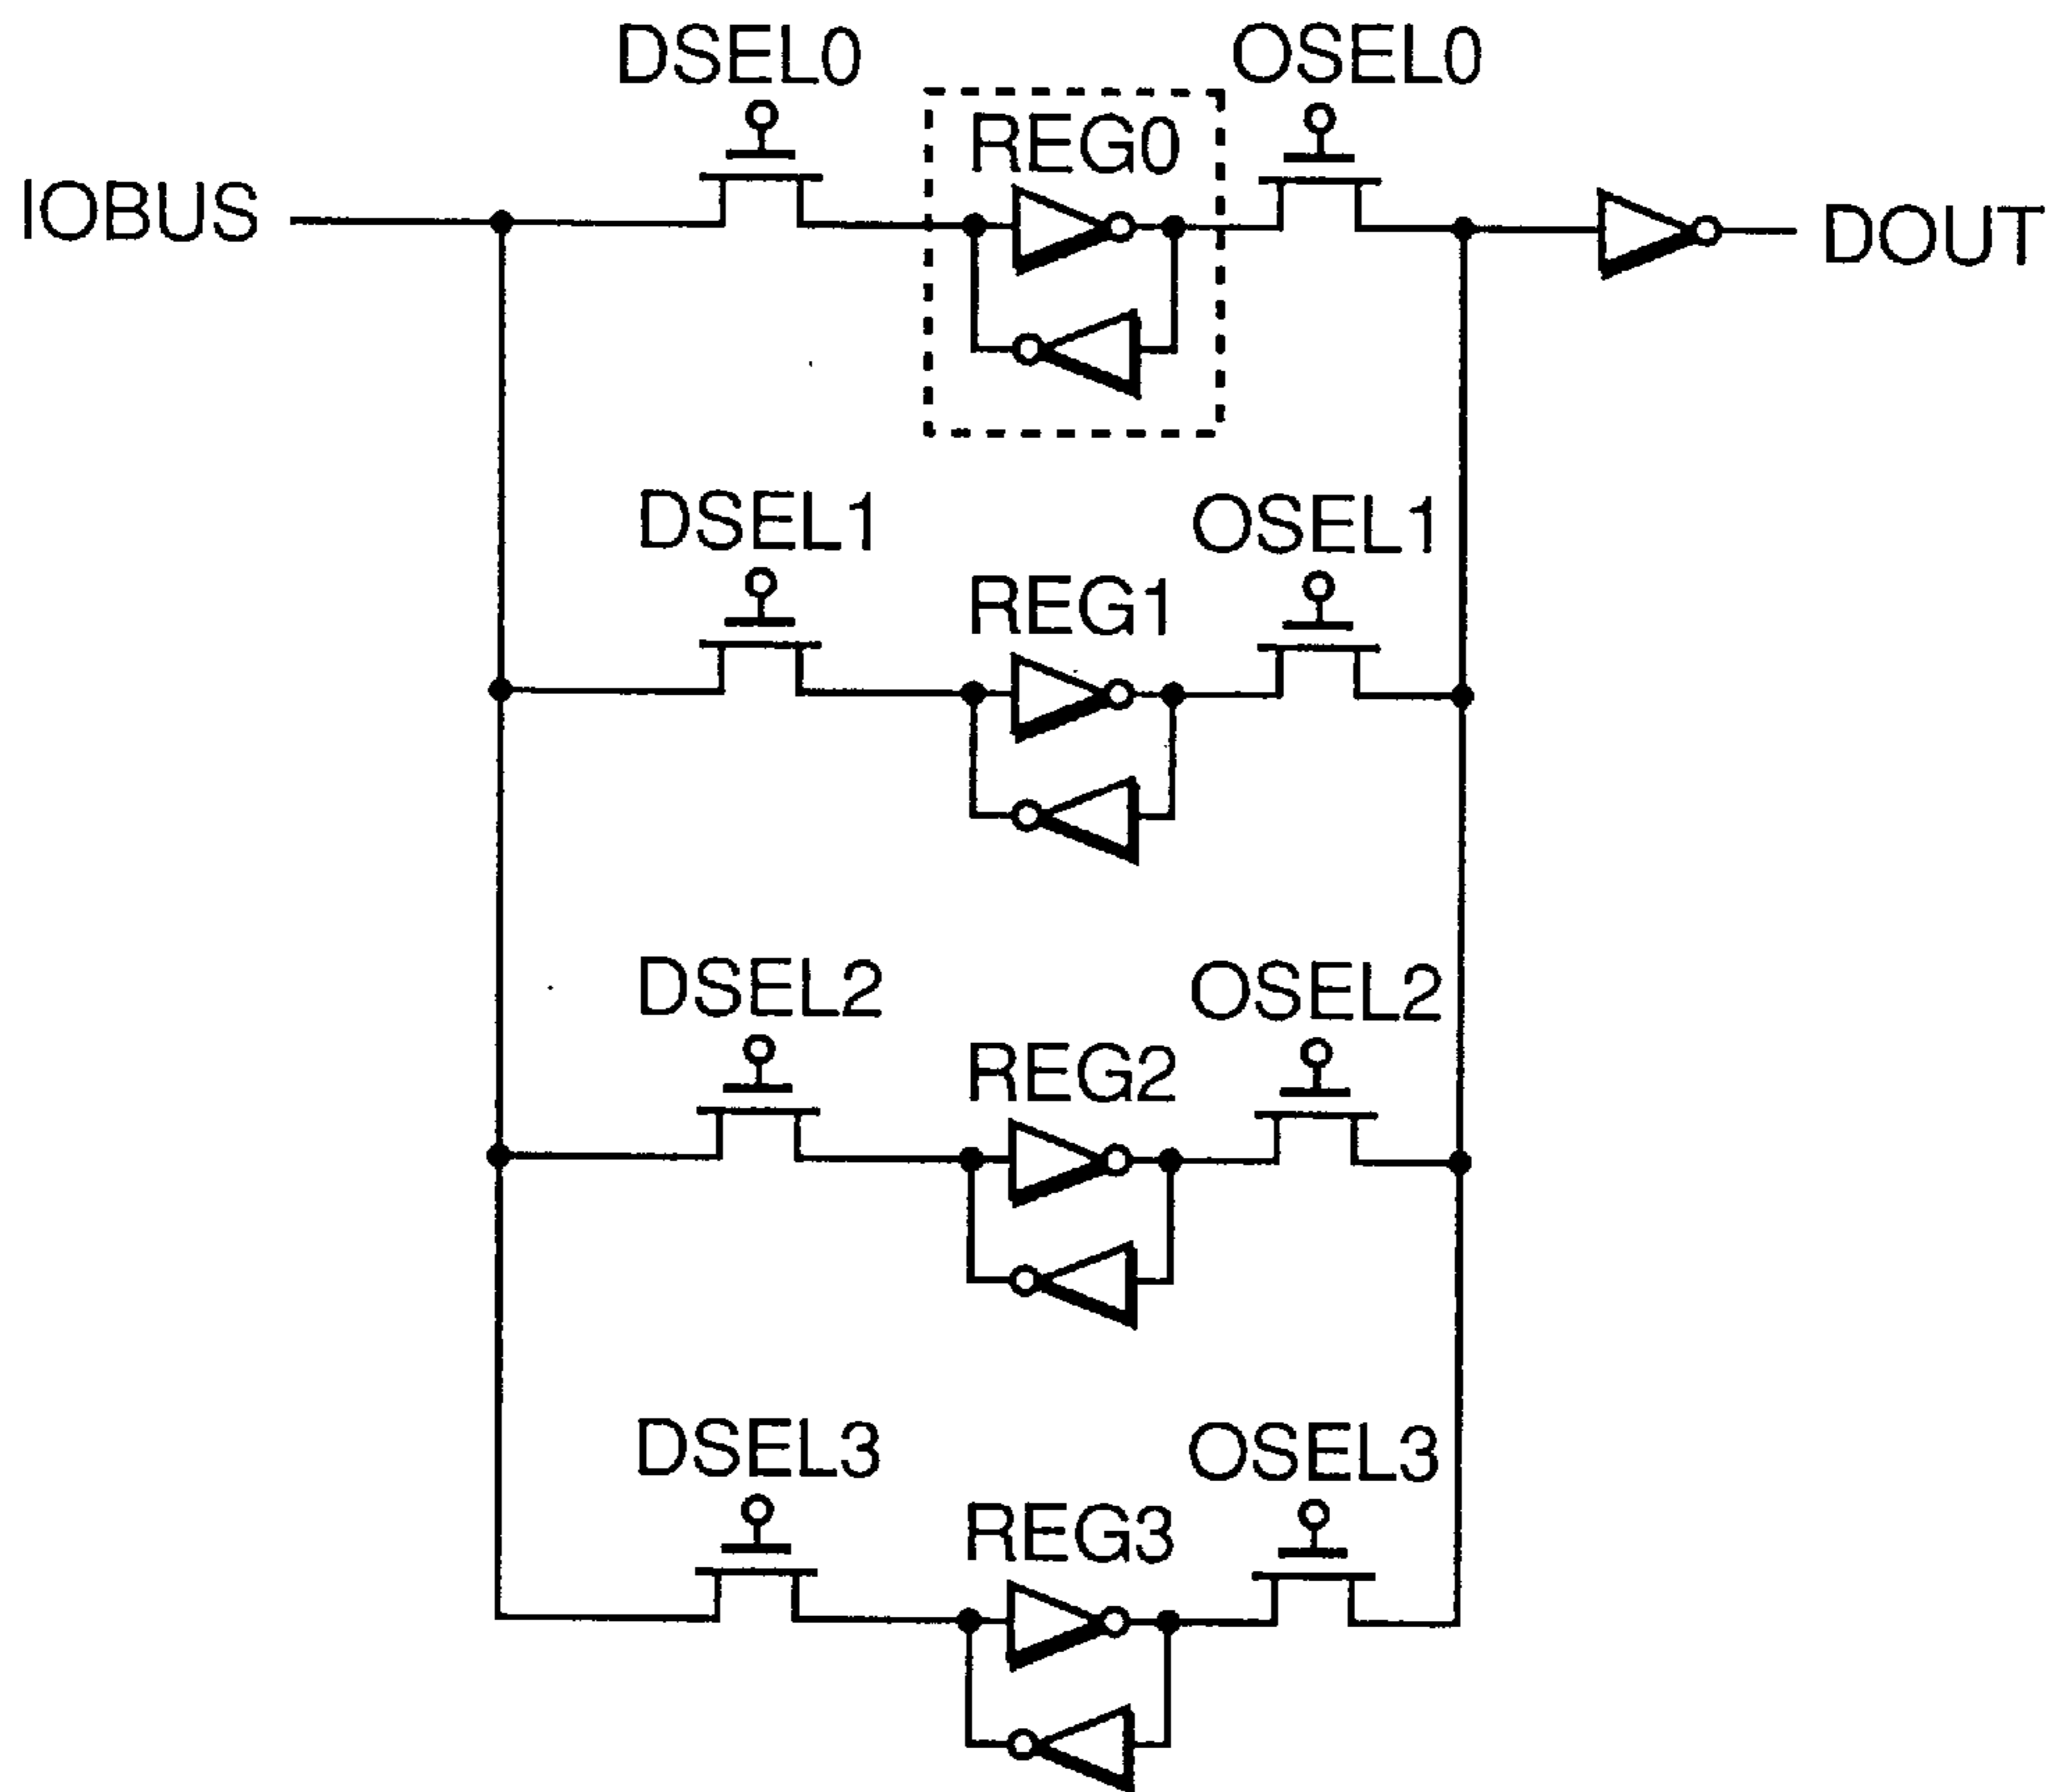 DSEL0
OSEL0
REG0
IOBUS
DOUT
DSEL1
OSEL1
REG1
DSEL2
OSEL2
REG2
DSEL3
OSEL3
REG3